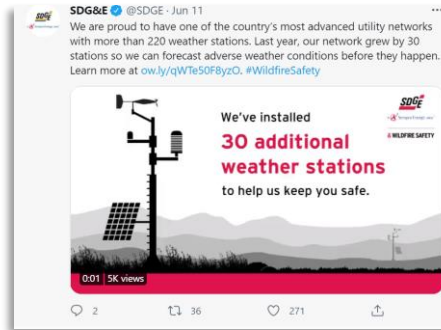 SDG&E @SDGE · Jun 11
We are proud to have one of the country's most advanced utility networks
with more than 220 weather stations. Last year, our network grew by 30
stations so we can forecast adverse weather conditions before they happen.
Learn more at ow.ly/qWTe50F8yzO. #WildfireSafety
We've installed
30 additional
weather stations
to help us keep you safe.
SDGE
WILDFIRE SAFETY
0:01 5K views
2 36 271